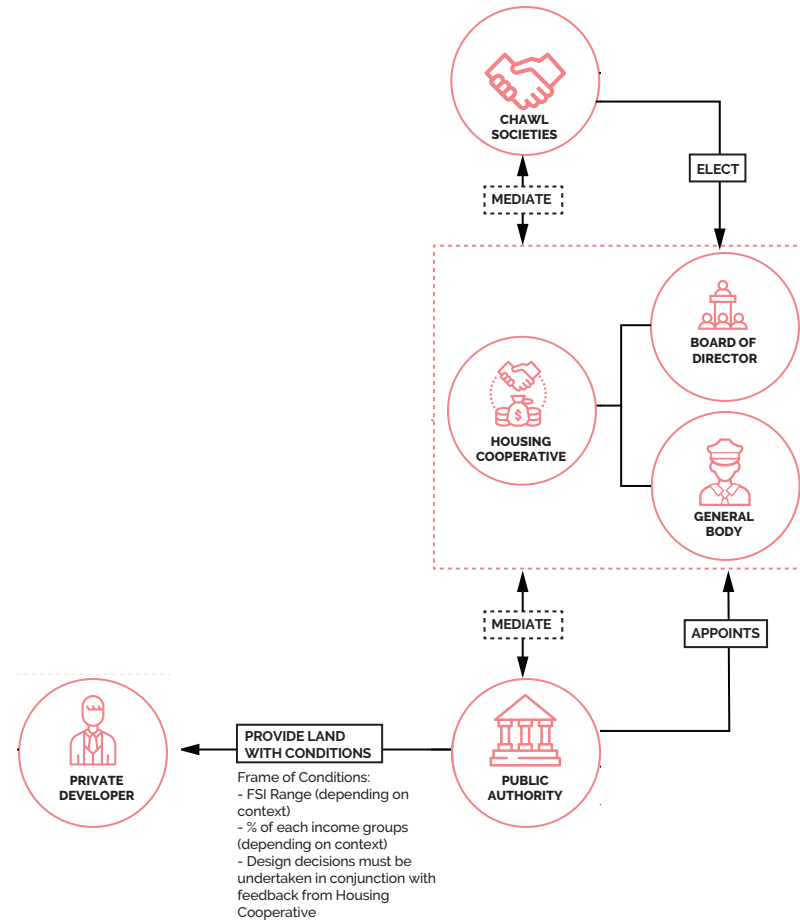 CHAWL
SOCIETIES
ELECT
MEDIATE
BOARD OF
DIRECTOR
HOUSING
COOPERATIVE
GENERAL
BODY
MEDIATE
APPOINTS
PRIVATE
DEVELOPER
PROVIDE LAND
WITH CONDITIONS
PUBLIC
AUTHORITY
Frame of Conditions:
- FSI Range (depending on
context)
- % of each income groups
(depending on context)
- Design decisions must be
undertaken in conjunction with
feedback from Housing
Cooperative